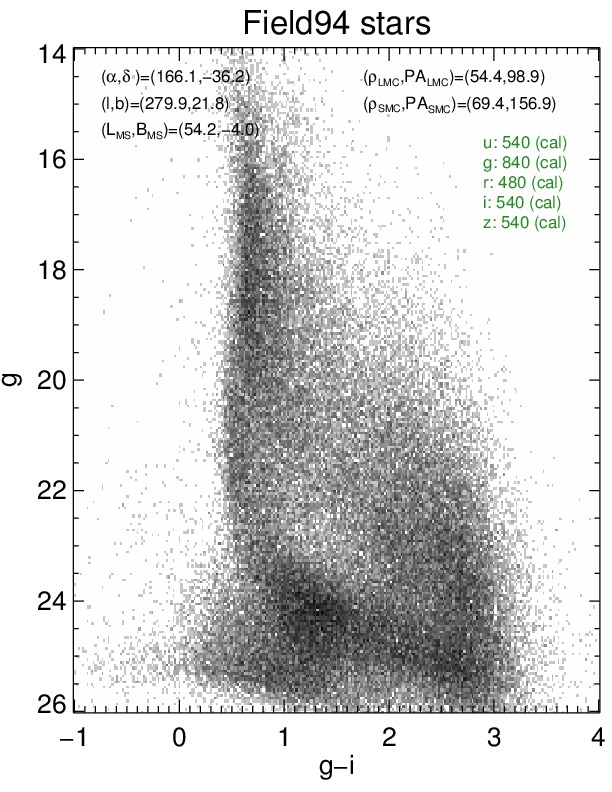 Field94 stars
(α,δ)=(166.1,−36.2)
(ρLMC,PALMC)=(54.4,98.9)
(l,b)=(279.9,21.8)
(ρSMC,PASMC)=(69.4,156.9)
(LMS,BMS)=(54.2,−4.0)
u: 540 (cal)
g: 840 (cal)
r: 480 (cal)
i: 540 (cal)
z: 540 (cal)
14
16
18
20
22
24
26
g
−1 0 1 2 3 4
g−i